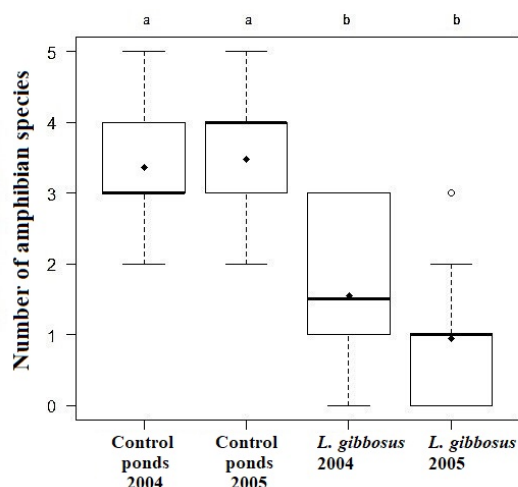 a a b b
Number of amphibian species
5
4
3
2
1
0
Control Control L. gibbosus L. gibbosus
ponds ponds 2004 2005
2004 2005